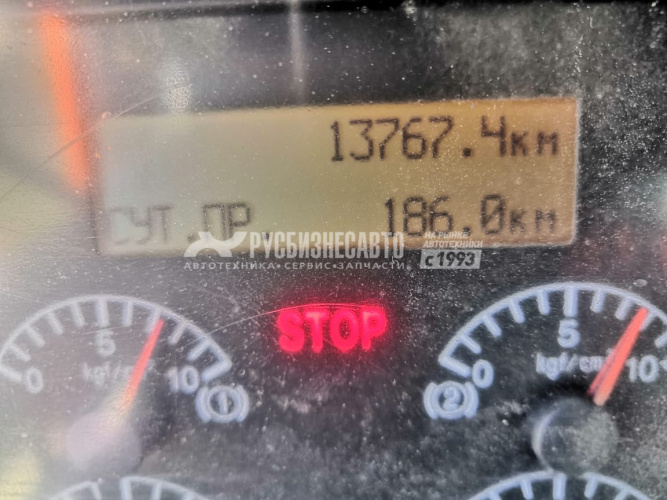 13767.4км
СУТ.ПР. 186.0км
РУСБИЗНЕСАВТО
АВТОТЕХНИКА • СЕРВИС • ЗАПЧАСТИ
НА РЫНКЕ
АВТОТЕХНИКИ
с 1993
STOP
0 5 10
kgf/cm²
(1)
0 5 10
kgf/cm²
(2)